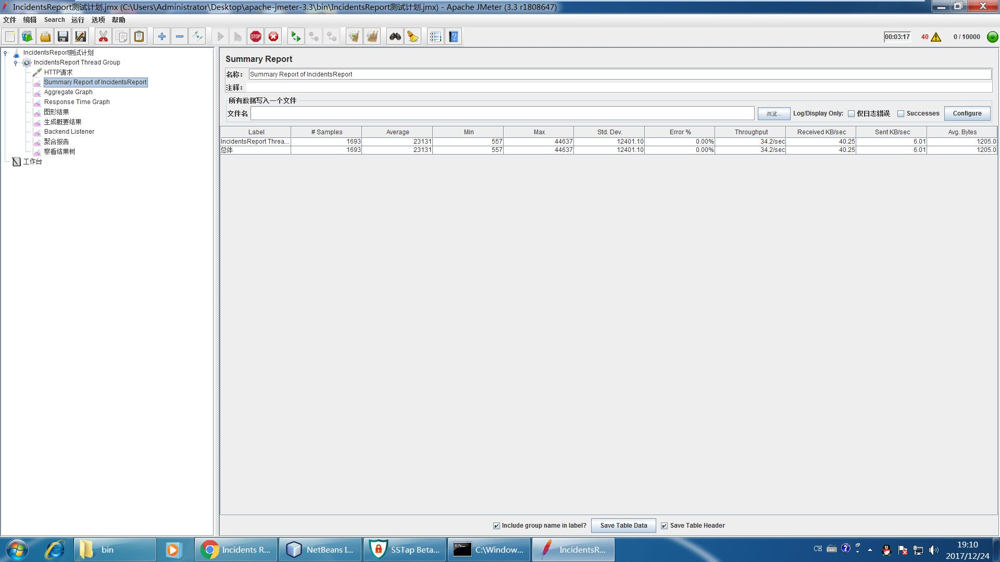 IncidentsReport测试计划.jmx (C:\Users\Administrator\Desktop\apache-jmeter-3.3\bin\IncidentsReport测试计划.jmx) - Apache JMeter (3.3 r1808647)
文件 编辑 Search 运行 选项 帮助
STOP 00:03:17 40 0 / 10000
IncidentsReport测试计划
IncidentsReport Thread Group
HTTP请求
Summary Report of IncidentsReport
Aggregate Graph
Response Time Graph
图形结果
生成概要结果
Backend Listener
聚合报告
察看结果树
工作台
Summary Report
名称: Summary Report of IncidentsReport
注释:
所有数据写入一个文件
文件名 浏览... Log/Display Only: 仅日志错误 Successes Configure
Label # Samples Average Min Max Std. Dev. Error % Throughput Received KB/sec Sent KB/sec Avg. Bytes
IncidentsReport Threa... 1693 23131 557 44637 12401.10 0.00% 34.2/sec 40.25 6.01 1205.0
总体 1693 23131 557 44637 12401.10 0.00% 34.2/sec 40.25 6.01 1205.0
Include group name in label? Save Table Data Save Table Header
bin Incidents R... NetBeans I... SSTap Beta... C:\Window... IncidentsR... CH 19:10
2017/12/24